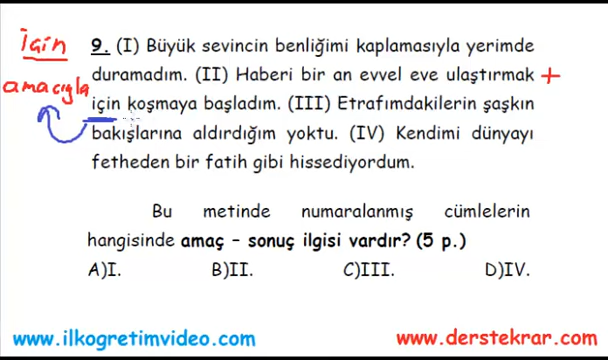 İçin
amacıyla
9. (I) Büyük sevincin benliğimi kaplamasıyla yerimde
duramadım. (II) Haberi bir an evvel eve ulaştırmak +
için koşmaya başladım. (III) Etrafımdakilerin şaşkın
bakışlarına aldırdığım yoktu. (IV) Kendimi dünyayı
fetheden bir fatih gibi hissediyordum.
Bu metinde numaralanmış cümlelerin
hangisinde amaç – sonuç ilgisi vardır? (5 p.)
A)I. B)II. C)III. D)IV.
www.ilkogretimvideo.com www.derstekrar.com